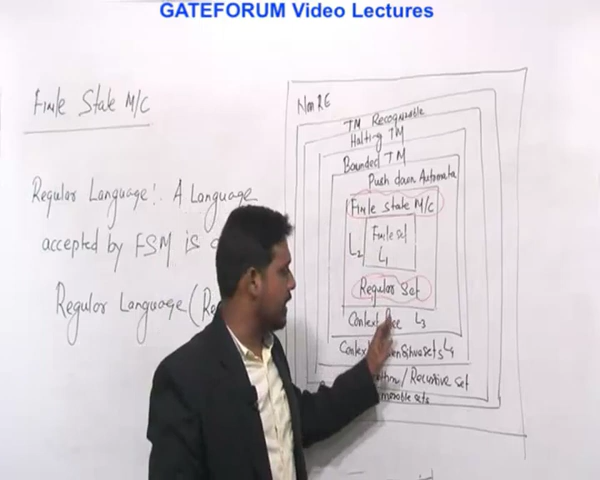 GATEFORUM Video Lectures
Finite State M/C
Regular Language : A Language
accepted by FSM is a
Regular Language (Re
Non RE
TM Recognizable
Halting TM
Bounded TM
Push down Automata
Finite State M/C
Finite set
L2
L1
Regular Set
Context free L3
sets L4
/ Recursive set
sets